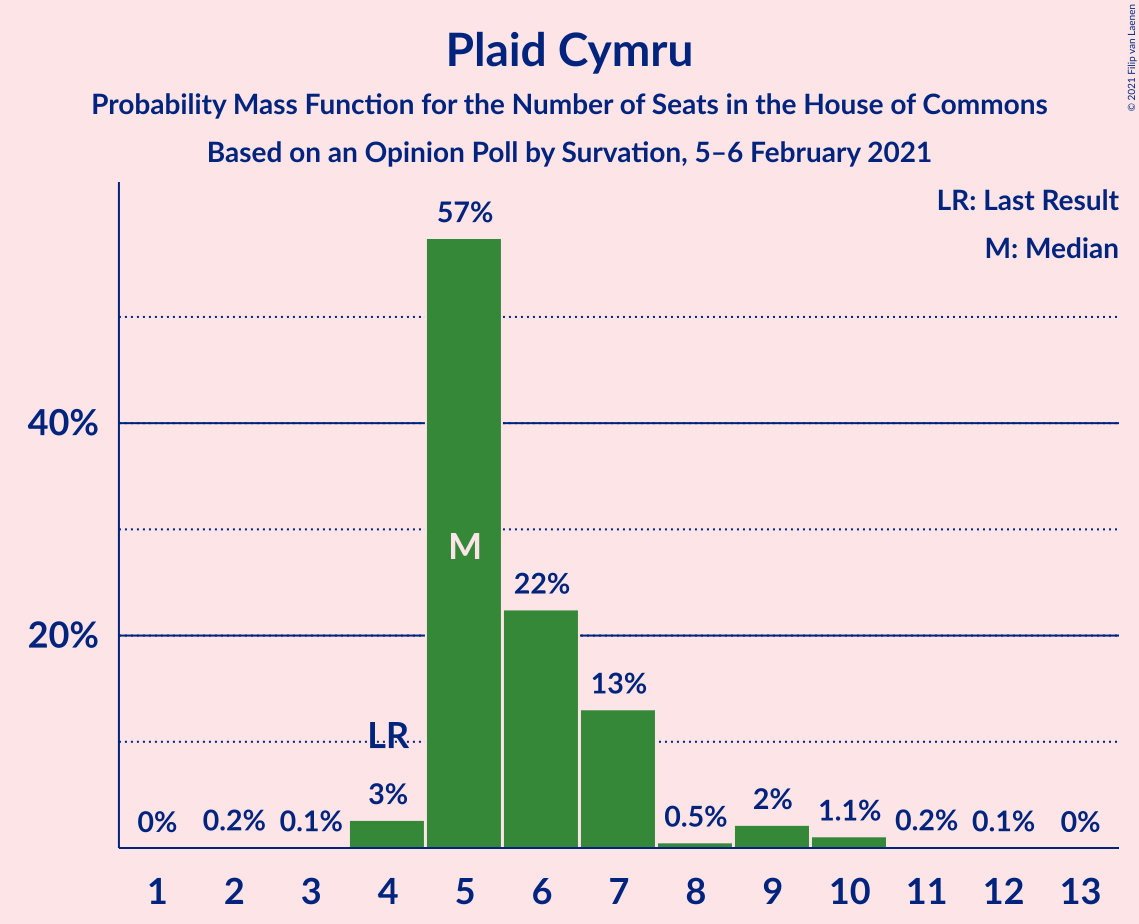 Plaid Cymru
Probability Mass Function for the Number of Seats in the House of Commons
Based on an Opinion Poll by Survation, 5–6 February 2021
© 2021 Filip van Laenen
LR: Last Result
M: Median
57%
40%
M
22%
20%
13%
LR
3%
0%
0.2%
0.1%
0.5%
2%
1.1%
0.2%
0.1%
0%
1 2 3 4 5 6 7 8 9 10 11 12 13